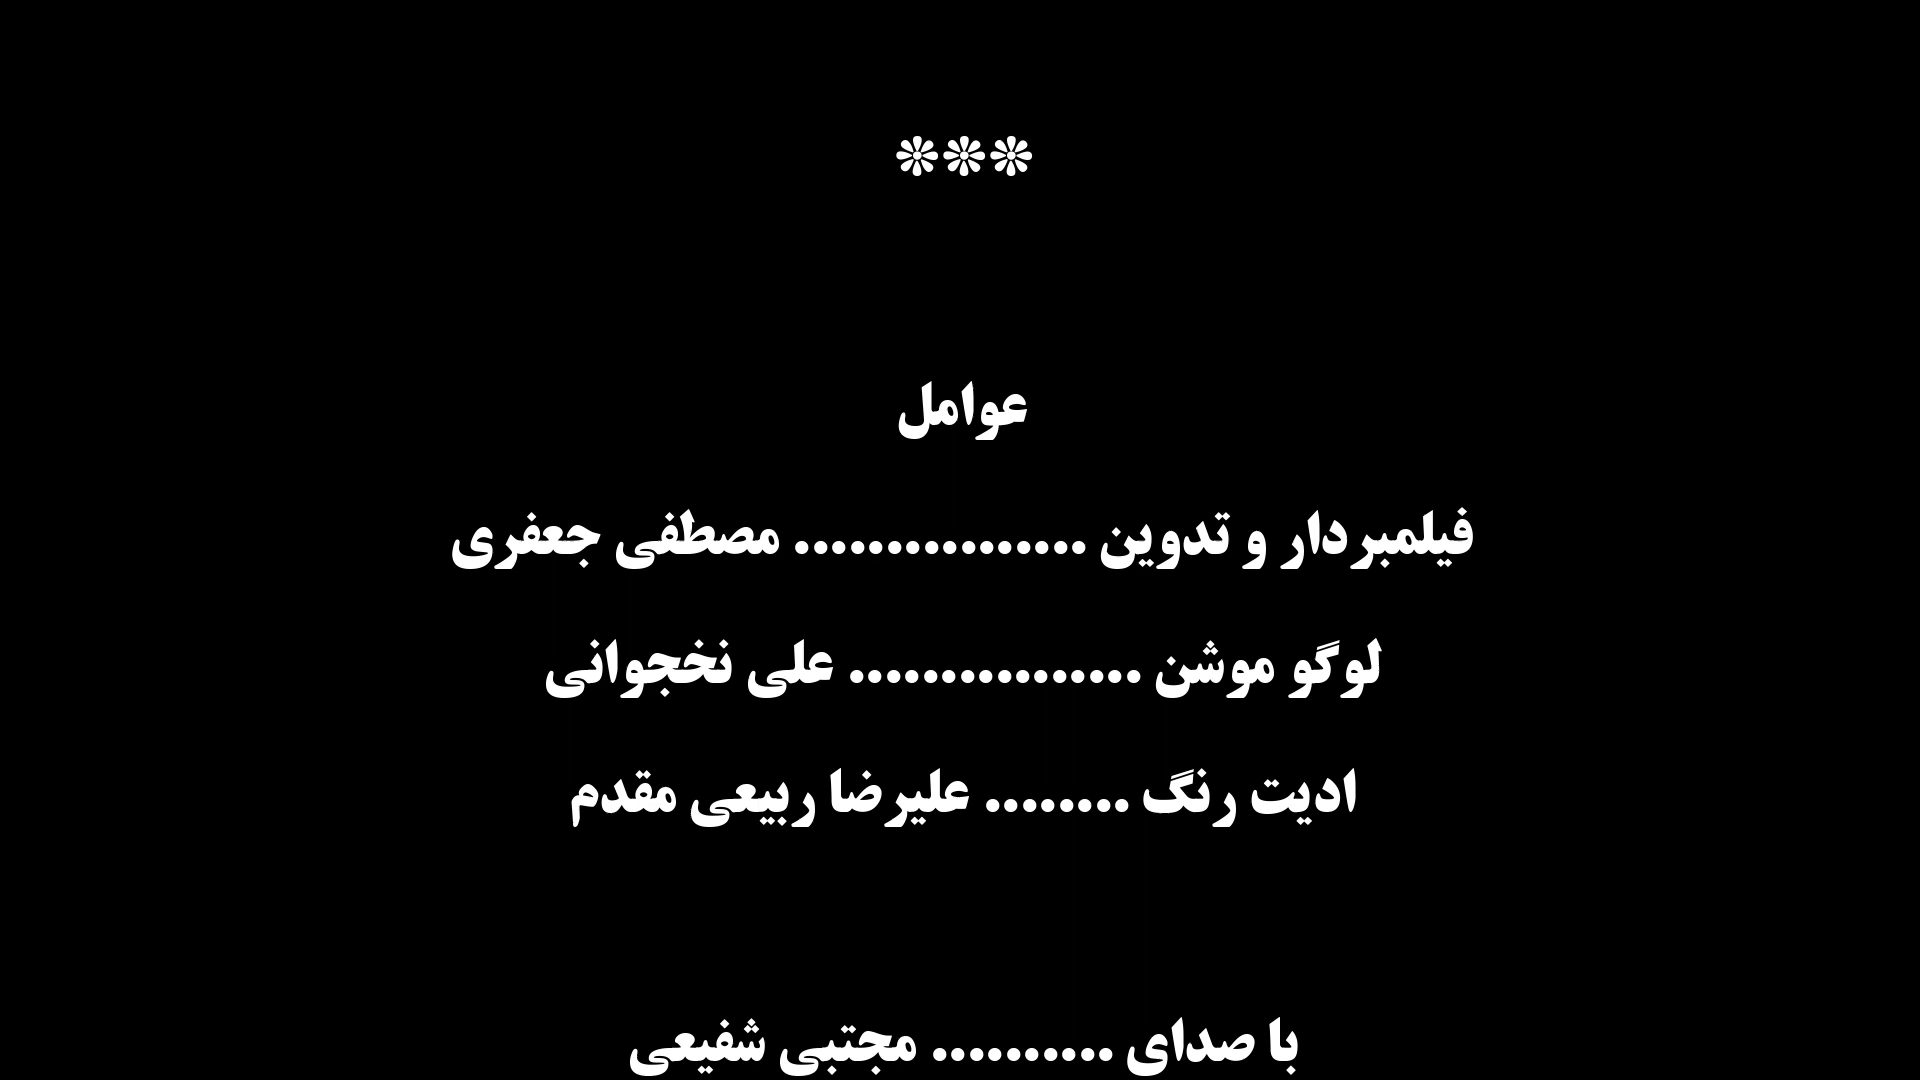 ***
عوامل
فیلمبردار و تدوین ................ مصطفی جعفری
لوگو موشن ................ علی نخجوانی
ادیت رنگ ........ علیرضا ربیعی مقدم
با صدای .......... مجتبی شفیعی